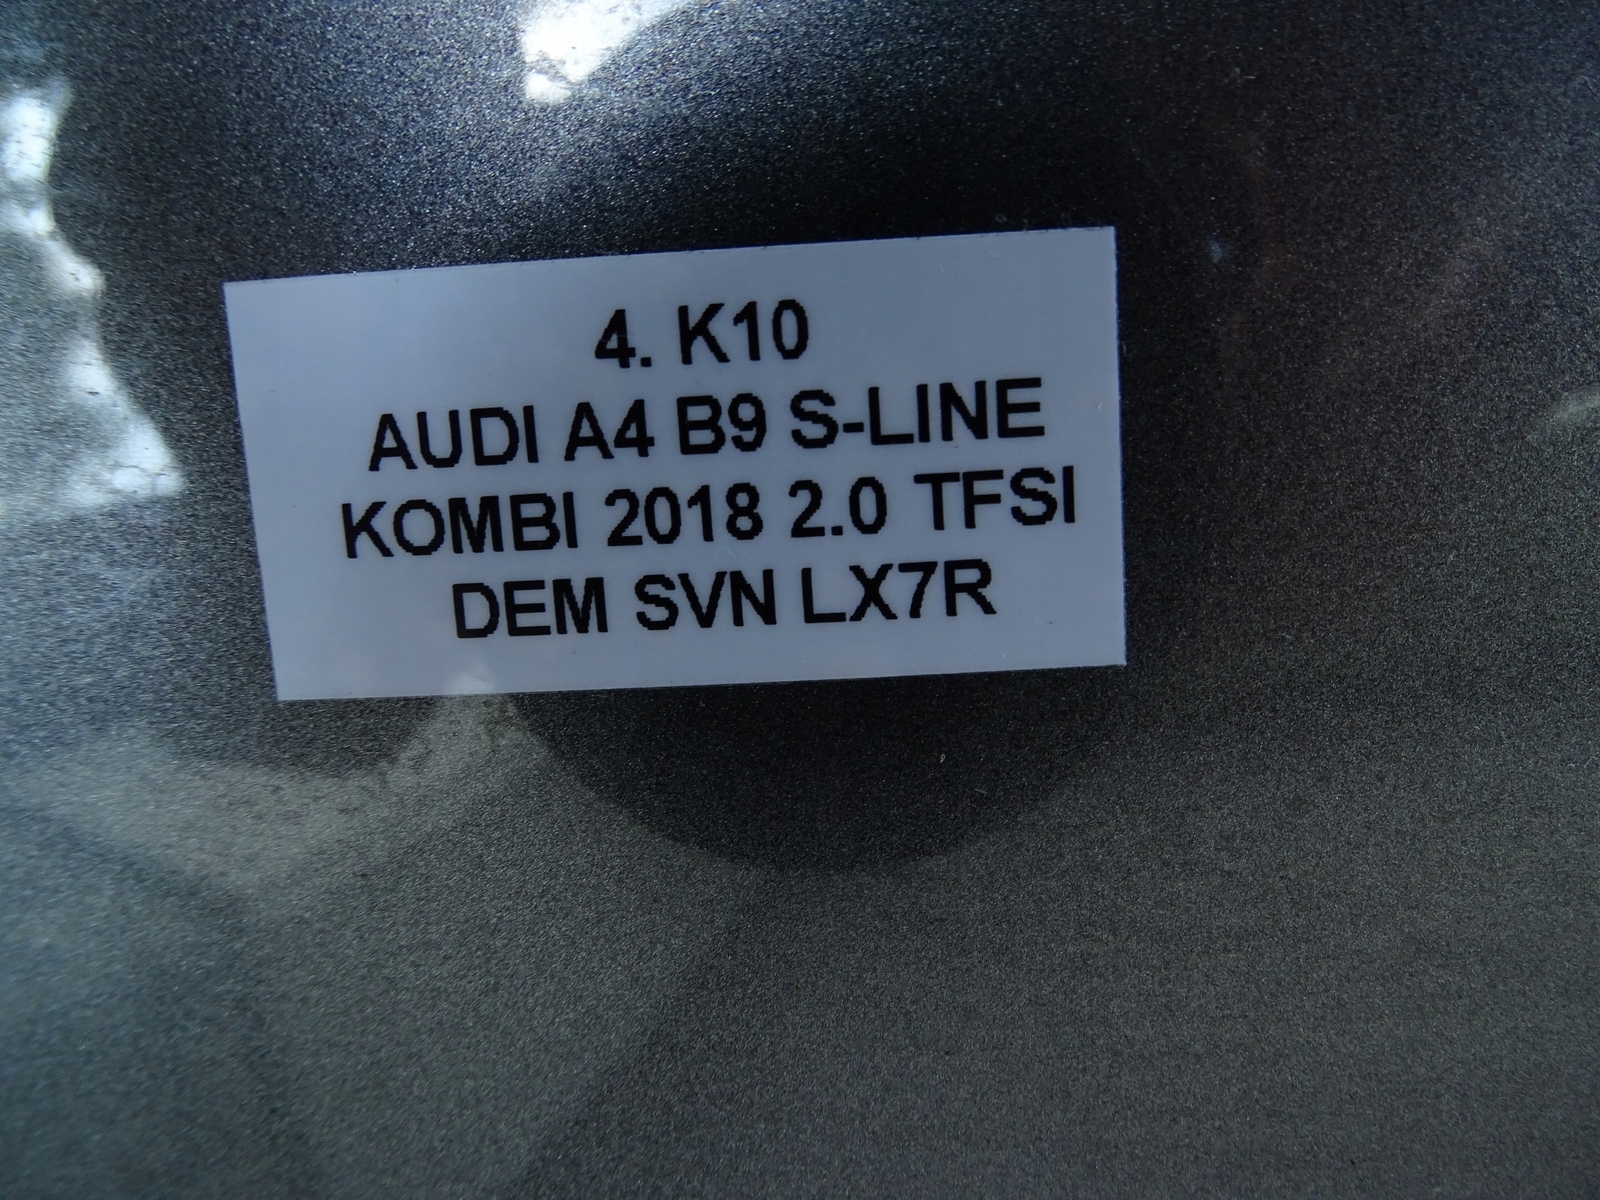 4. K10
AUDI A4 B9 S-LINE
KOMBI 2018 2.0 TFSI
DEM SVN LX7R